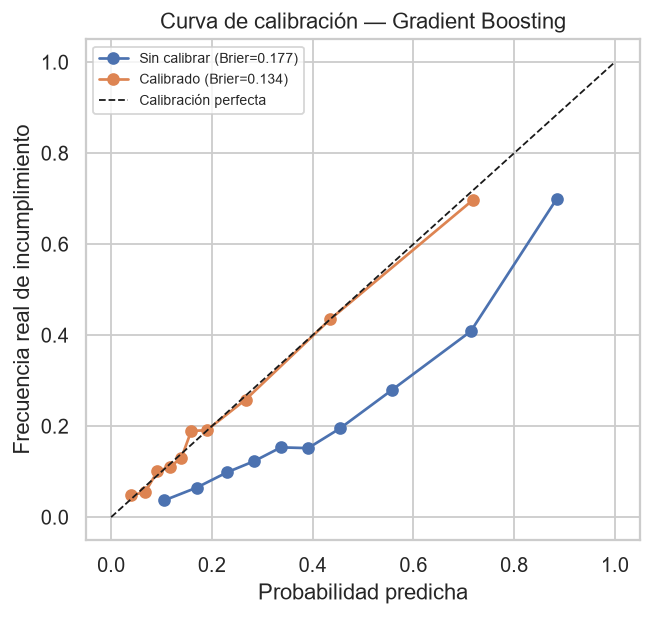 Curva de calibración — Gradient Boosting
Sin calibrar (Brier=0.177)
Calibrado (Brier=0.134)
Calibración perfecta
Frecuencia real de incumplimiento
1.0
0.8
0.6
0.4
0.2
0.0
0.0 0.2 0.4 0.6 0.8 1.0
Probabilidad predicha